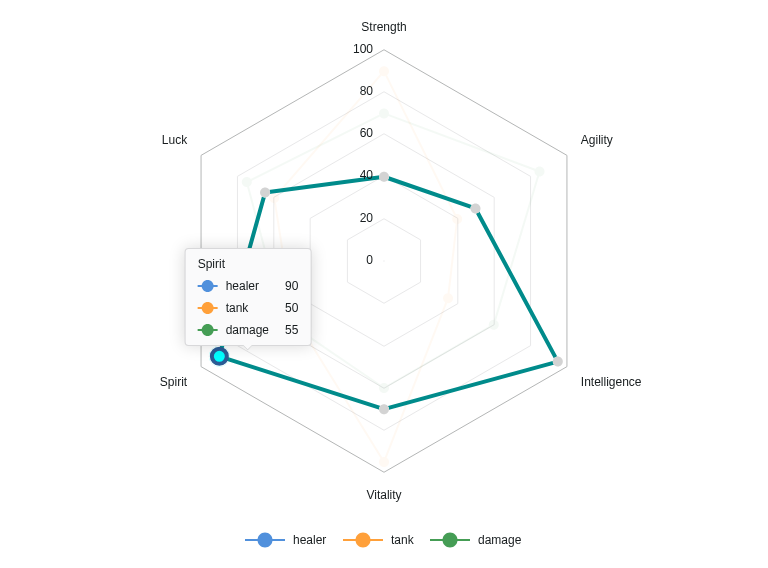 Strength
100
80
60
40
20
0
Luck
Agility
Spirit
healer 90
tank 50
damage 55
Spirit
Intelligence
Vitality
healer tank damage